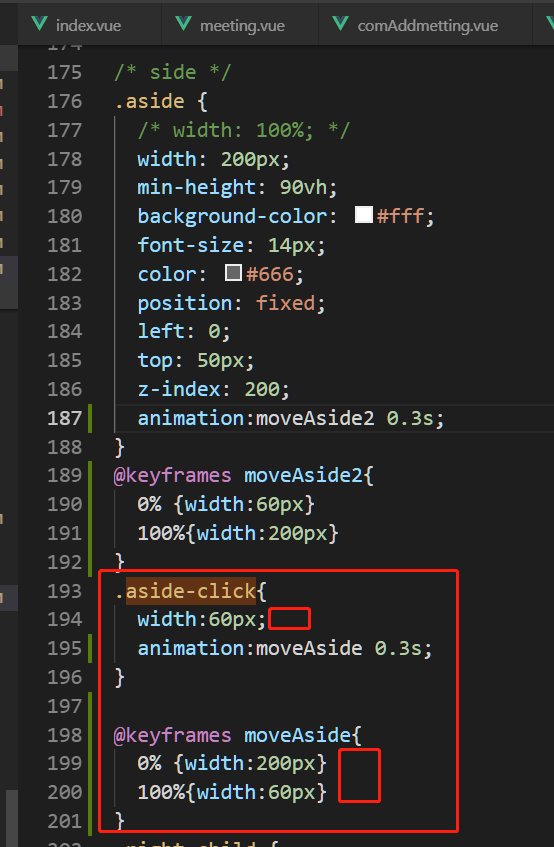 index.vue meeting.vue comAddmetting.vue
174
175 /* side */
176 .aside {
177 /* width: 100%; */
178 width: 200px;
179 min-height: 90vh;
180 background-color: #fff;
181 font-size: 14px;
182 color: #666;
183 position: fixed;
184 left: 0;
185 top: 50px;
186 z-index: 200;
187 animation:moveAside2 0.3s;
188 }
189 @keyframes moveAside2{
190 0% {width:60px}
191 100%{width:200px}
192 }
193 .aside-click{
194 width:60px;
195 animation:moveAside 0.3s;
196 }
197
198 @keyframes moveAside{
199 0% {width:200px}
200 100%{width:60px}
201 }
202 .right-child {